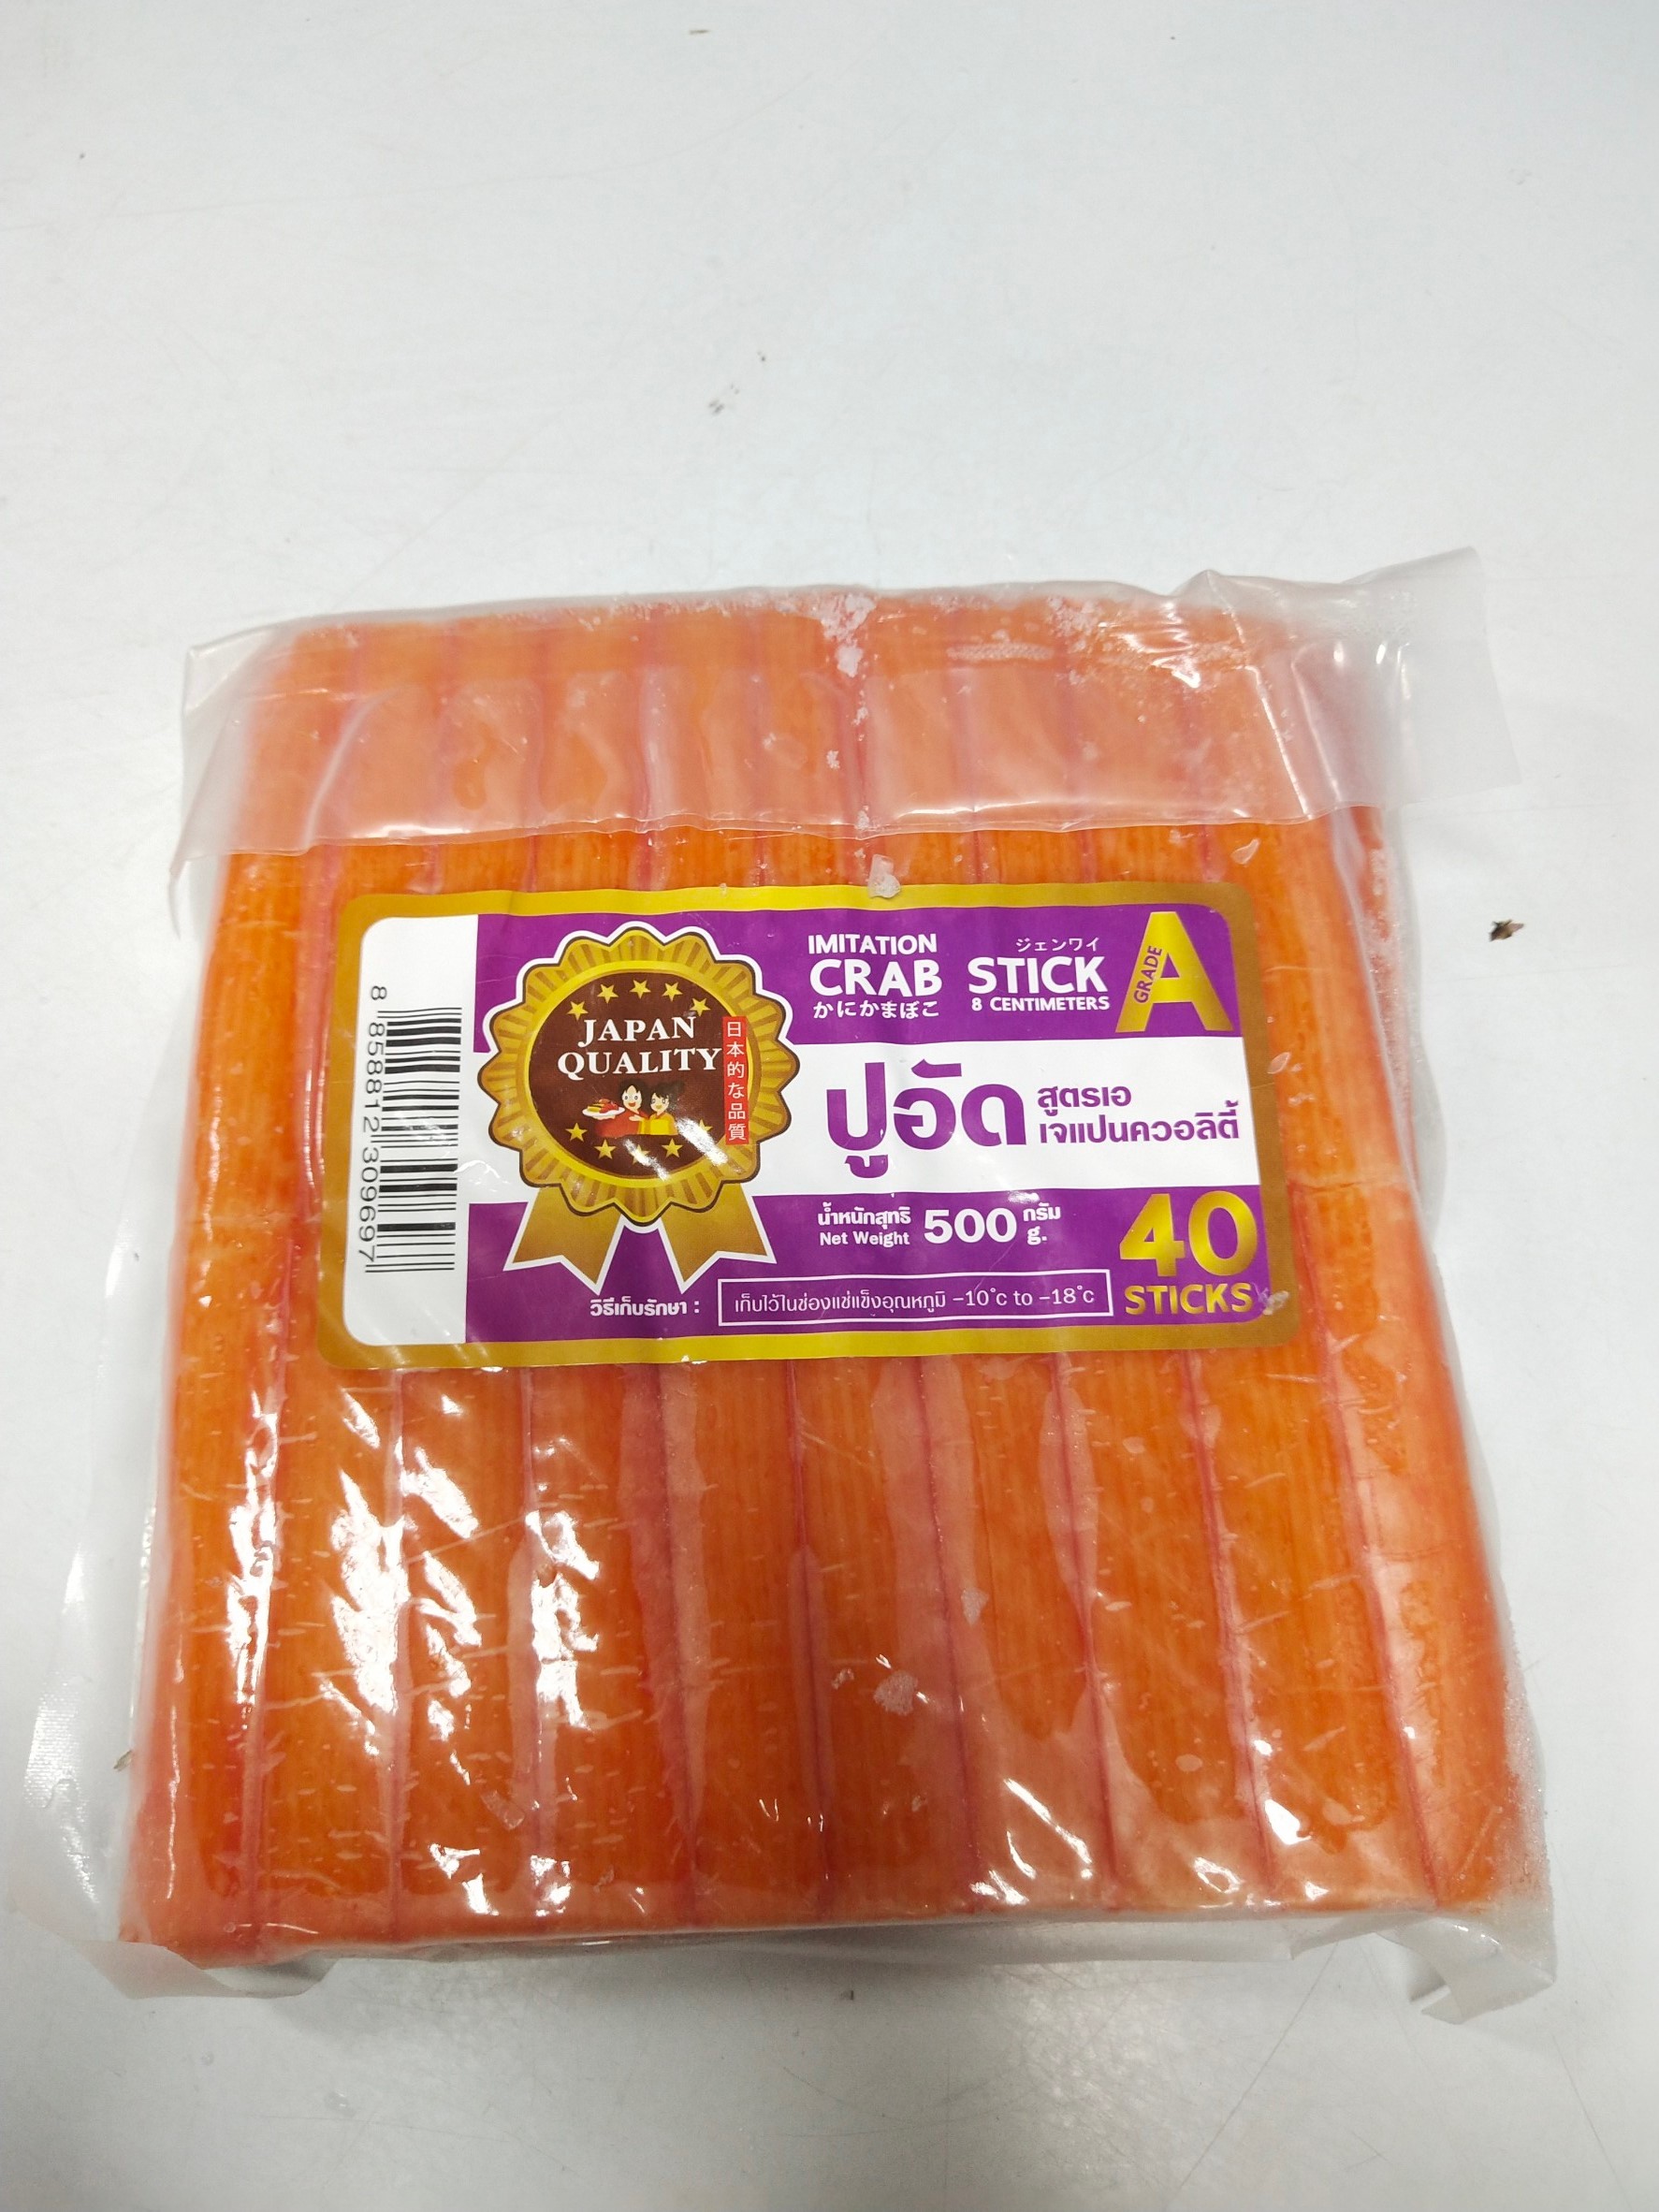 8 858812 309697
JAPAN
QUALITY
日本的な品質
IMITATION
CRAB
かにかまぼこ
ジェンワイ
STICK
8 CENTIMETERS
GRADE
A
ปูอัด
สูตรเอ
เจแปนควอลิตี้
น้ำหนักสุทธิ 500 กรัม
Net Weight g.
40
STICKS
วิธีเก็บรักษา : เก็บไว้ในช่องแช่แข็งอุณหภูมิ -10°c to -18°c